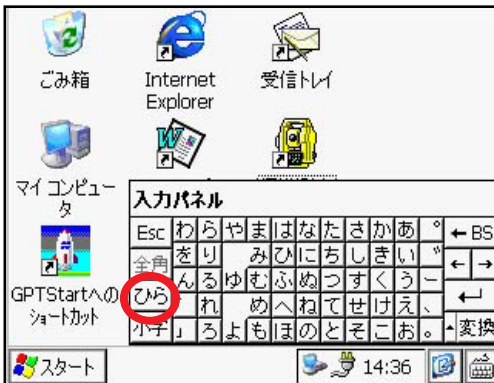 ごみ箱
Internet
Explorer
受信トレイ
マイ コンピュー
タ
GPTStartへの
ショートカット
入力パネル
Esc わ ら や ま は な た さ か あ ° ← BS
全角 を り み ひ に ち し き い ゛ ← →
ひら ん る ゆ む ふ ぬ つ す く う ー ↵
れ め へ ね て せ け え 、
小字 」 ろ よ も ほ の と そ こ お 。 ▲変換
スタート
14:36